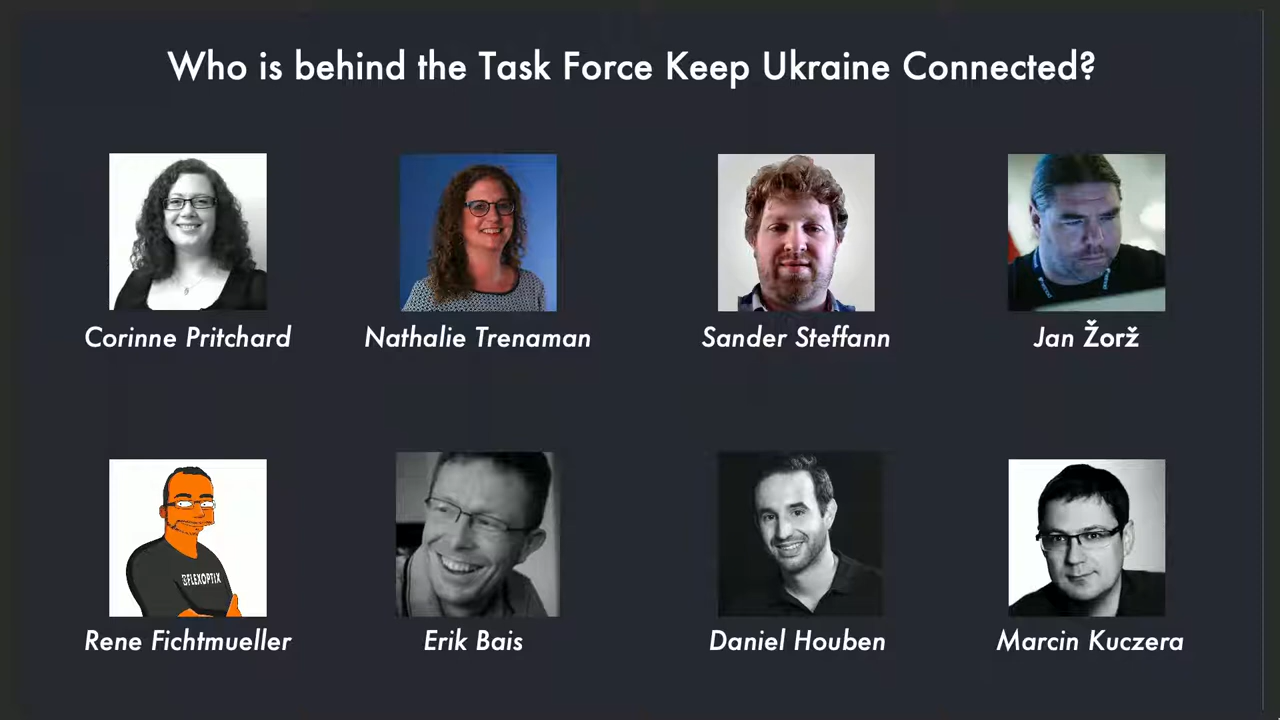 Who is behind the Task Force Keep Ukraine Connected?
Corinne Pritchard
Nathalie Trenaman
Sander Steffann
Jan Žorž
FLEXOPTIX
Rene Fichtmueller
Erik Bais
Daniel Houben
Marcin Kuczera